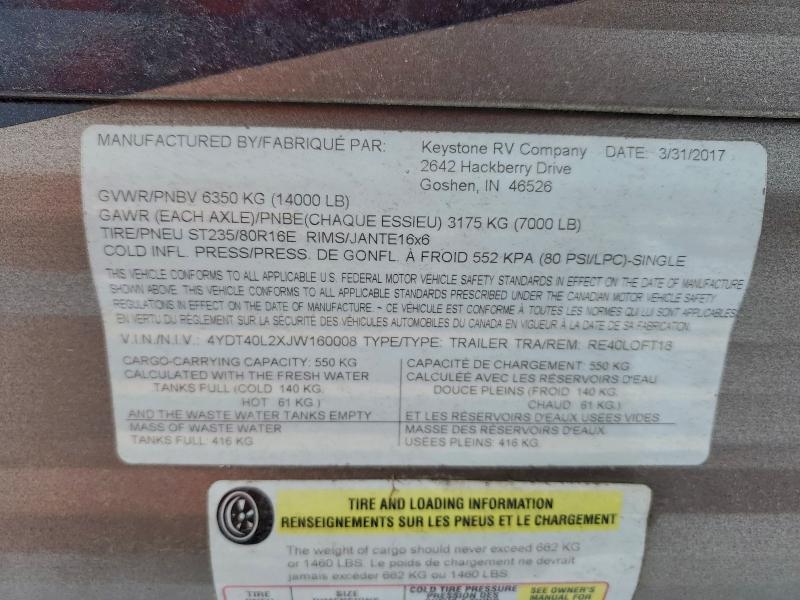 MANUFACTURED BY/FABRIQUÉ PAR: Keystone RV Company DATE: 3/31/2017
2642 Hackberry Drive
Goshen, IN 46526
GVWR/PNBV 6350 KG (14000 LB)
GAWR (EACH AXLE)/PNBE(CHAQUE ESSIEU) 3175 KG (7000 LB)
TIRE/PNEU ST235/80R16E RIMS/JANTE16x6
COLD INFL. PRESS/PRESS. DE GONFL. À FROID 552 KPA (80 PSI/LPC)-SINGLE
THIS VEHICLE CONFORMS TO ALL APPLICABLE U.S. FEDERAL MOTOR VEHICLE SAFETY STANDARDS IN EFFECT ON THE DATE OF MANUFACTURE
SHOWN ABOVE. THIS VEHICLE CONFORMS TO ALL APPLICABLE STANDARDS PRESCRIBED UNDER THE CANADIAN MOTOR VEHICLE SAFETY
REGULATIONS IN EFFECT ON THE DATE OF MANUFACTURE. - CE VÉHICULE EST CONFORME À TOUTES LES NORMES QUI LUI SONT APPLICABLES
EN VERTU DU RÈGLEMENT SUR LA SÉCURITÉ DES VÉHICULES AUTOMOBILES DU CANADA EN VIGUEUR À LA DATE DE SA FABRICATION.
V.I.N./N.I.V.: 4YDT40L2XJW160008 TYPE/TYPE: TRAILER TRA/REM: RE40LOFT18
CARGO-CARRYING CAPACITY: 550 KG
CALCULATED WITH THE FRESH WATER
TANKS FULL (COLD 140 KG.
HOT 61 KG.)
AND THE WASTE WATER TANKS EMPTY
MASS OF WASTE WATER
TANKS FULL: 416 KG
CAPACITÉ DE CHARGEMENT: 550 KG
CALCULÉE AVEC LES RÉSERVOIRS D'EAU
DOUCE PLEINS (FROID 140 KG.
CHAUD 61 KG.)
ET LES RÉSERVOIRS D'EAUX USÉES VIDES
MASSE DES RÉSERVOIRS D'EAUX
USÉES PLEINS: 416 KG.
TIRE AND LOADING INFORMATION
RENSEIGNEMENTS SUR LES PNEUS ET LE CHARGEMENT
The weight of cargo should never exceed 662 KG
or 1460 LBS. Le poids de chargement ne devrait
jamais excéder 662 KG ou 1460 LBS.
TIRE SIZE COLD TIRE PRESSURE SEE OWNER'S
DIMENSIONS PRESSION DES MANUAL FOR